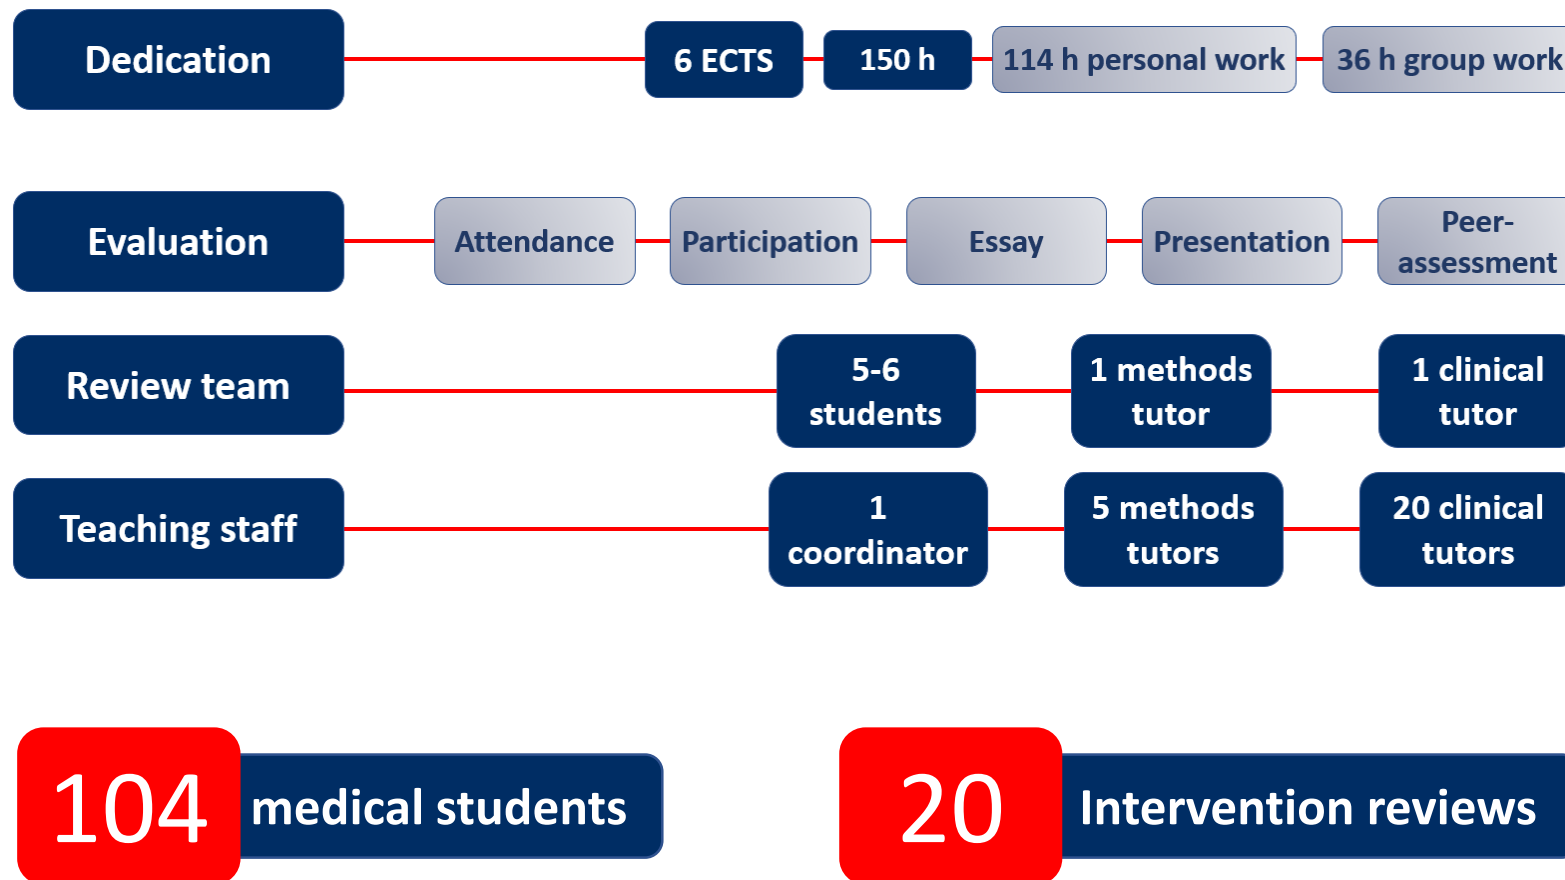 Dedication
6 ECTS
150 h
114 h personal work
36 h group work
Evaluation
Attendance
Participation
Essay
Presentation
Peer-
assessment
Review team
5-6
students
1 methods
tutor
1 clinical
tutor
Teaching staff
1
coordinator
5 methods
tutors
20 clinical
tutors
104 medical students
20 Intervention reviews